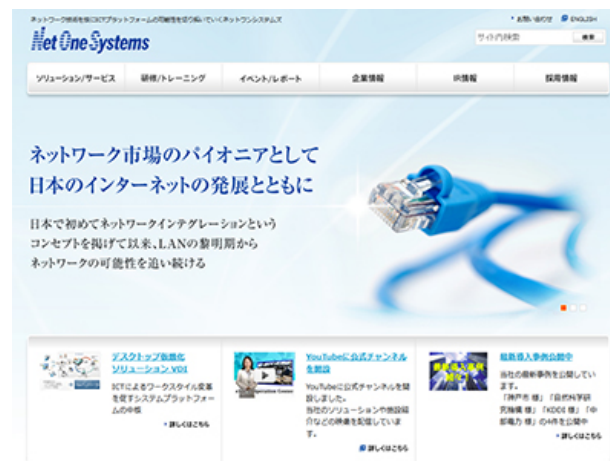 ネットワーク技術を核にICTプラットフォームの可能性を切り拓いていくネットワンシステムズ
お問い合わせ ENGLISH
Net One Systems
サイト内検索 検索
ソリューション/サービス 研修/トレーニング イベント/レポート 企業情報 IR情報 採用情報
ネットワーク市場のパイオニアとして
日本のインターネットの発展とともに
日本で初めてネットワークインテグレーションという
コンセプトを掲げて以来、LANの黎明期から
ネットワークの可能性を追い続ける
デスクトップ仮想化
ソリューション VDI
ICTによるワークスタイル変革
を促すシステムプラットフォー
ムの中核
詳しくはこちら
YouTubeに公式チャンネル
を開設
YouTubeに公式チャンネルを開
設しました。
当社のソリューションや施設紹
介などの映像を配信していま
す。
詳しくはこちら
最新導入事例
最新導入事例公開中
当社の最新事例を公開してい
ます。
「神戸市 様」「自然科学研
究機構 様」「KDDI 様」「中
部電力 様」の4件を公開中
詳しくはこちら